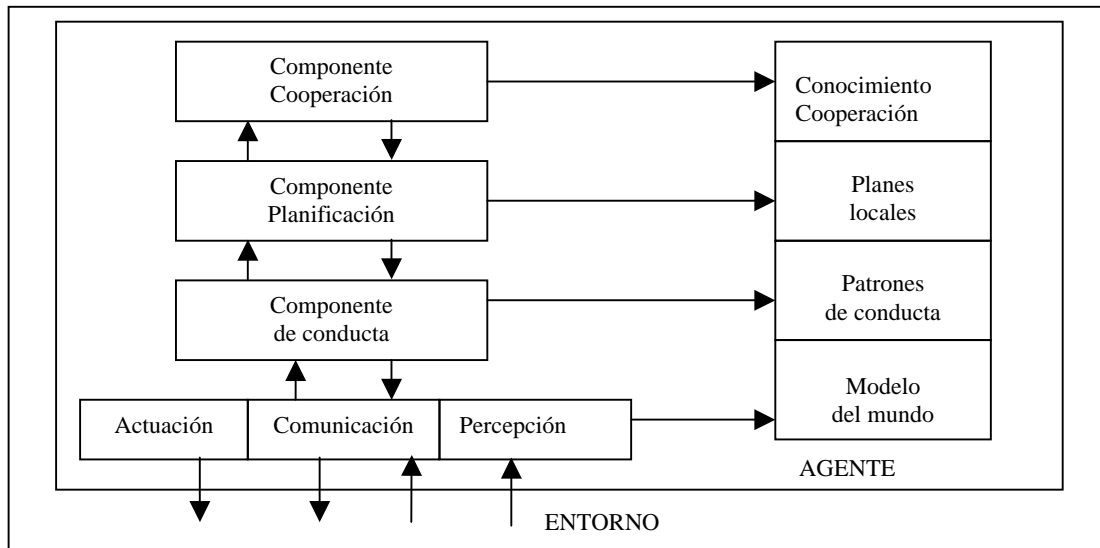 Componente
Cooperación
Conocimiento
Cooperación
Componente
Planificación
Planes
locales
Componente
de conducta
Patrones
de conducta
Actuación
Comunicación
Percepción
Modelo
del mundo
AGENTE
ENTORNO